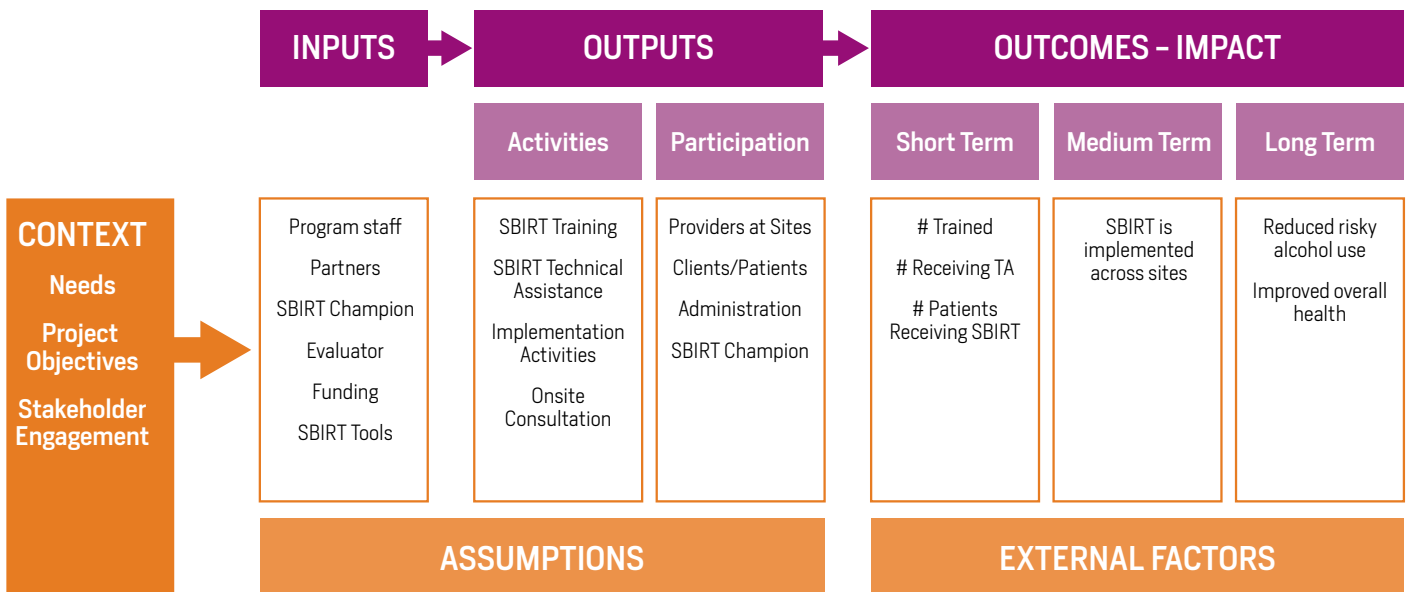 INPUTS
OUTPUTS
OUTCOMES – IMPACT
Activities
Participation
Short Term
Medium Term
Long Term
CONTEXT
Needs
Project
Objectives
Stakeholder
Engagement
Program staff
Partners
SBIRT Champion
Evaluator
Funding
SBIRT Tools
SBIRT Training
SBIRT Technical
Assistance
Implementation
Activities
Onsite
Consultation
Providers at Sites
Clients/Patients
Administration
SBIRT Champion
# Trained
# Receiving TA
# Patients
Receiving SBIRT
SBIRT is
implemented
across sites
Reduced risky
alcohol use
Improved overall
health
ASSUMPTIONS
EXTERNAL FACTORS